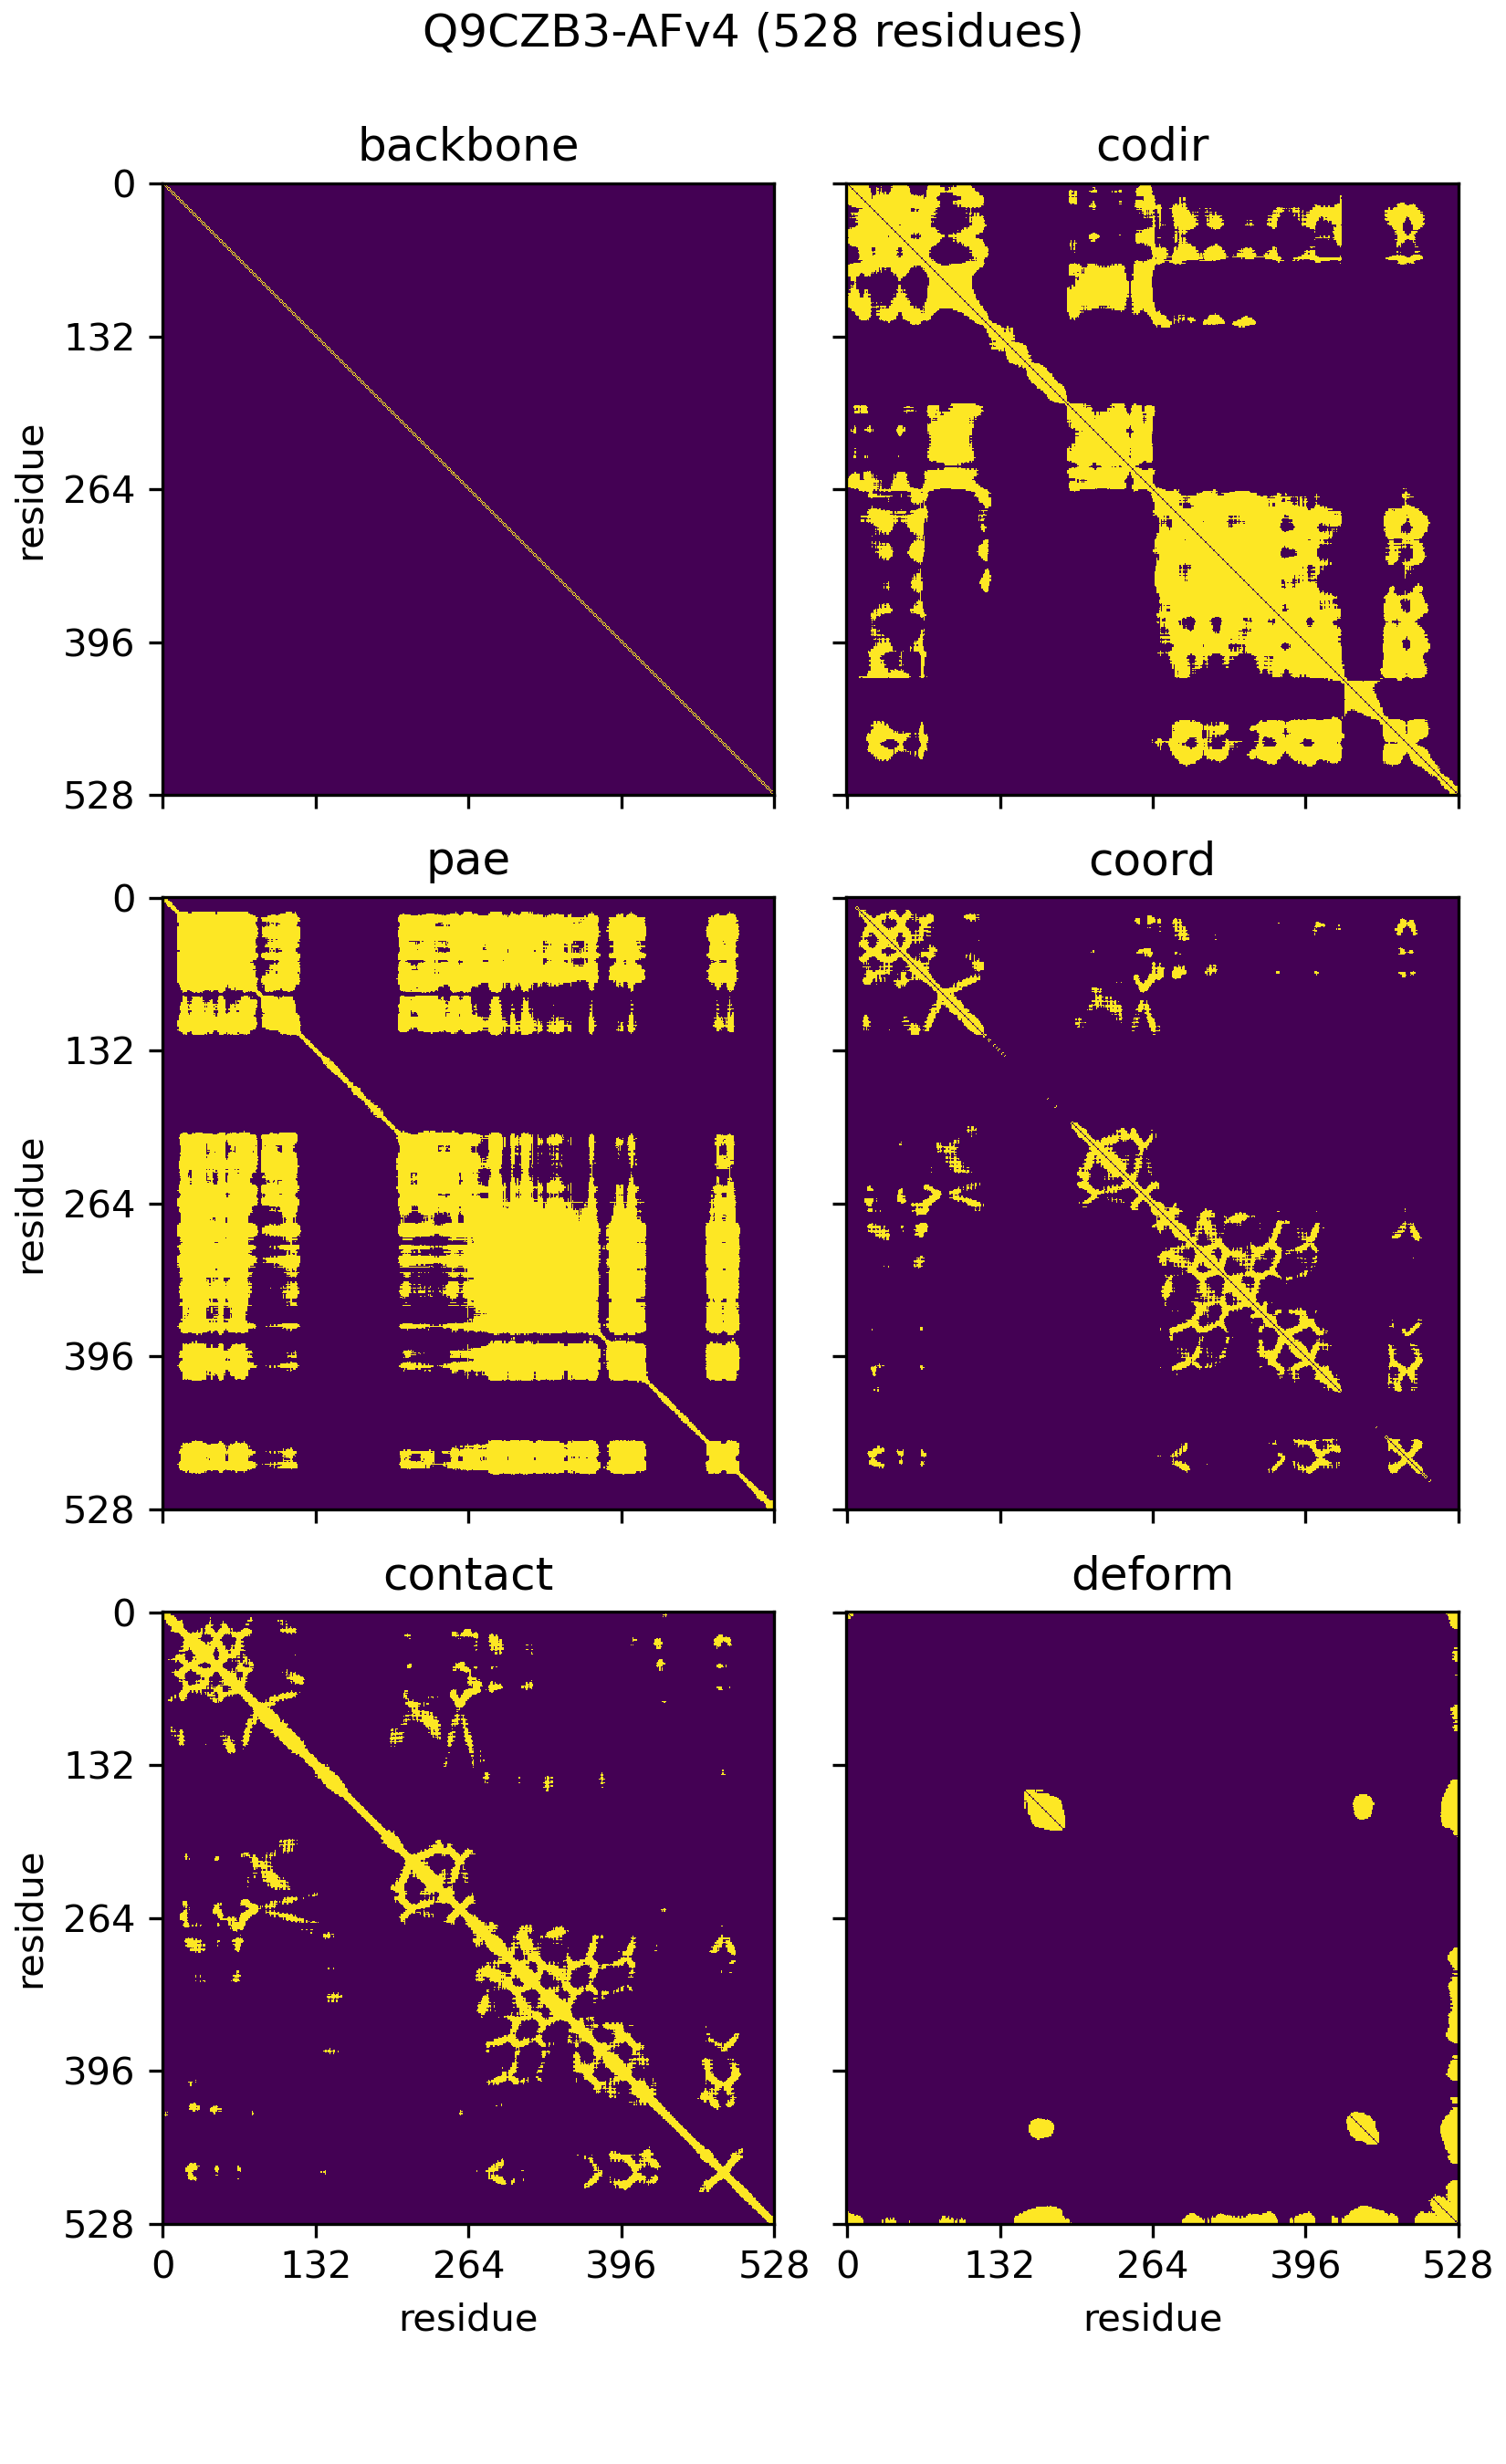 Q9CZB3-AFv4 (528 residues)
backbone
codir
0
132
264
396
528
residue
pae
coord
0
132
264
396
528
residue
contact
deform
0
132
264
396
528
residue
0 132 264 396 528
0 132 264 396 528
residue
residue